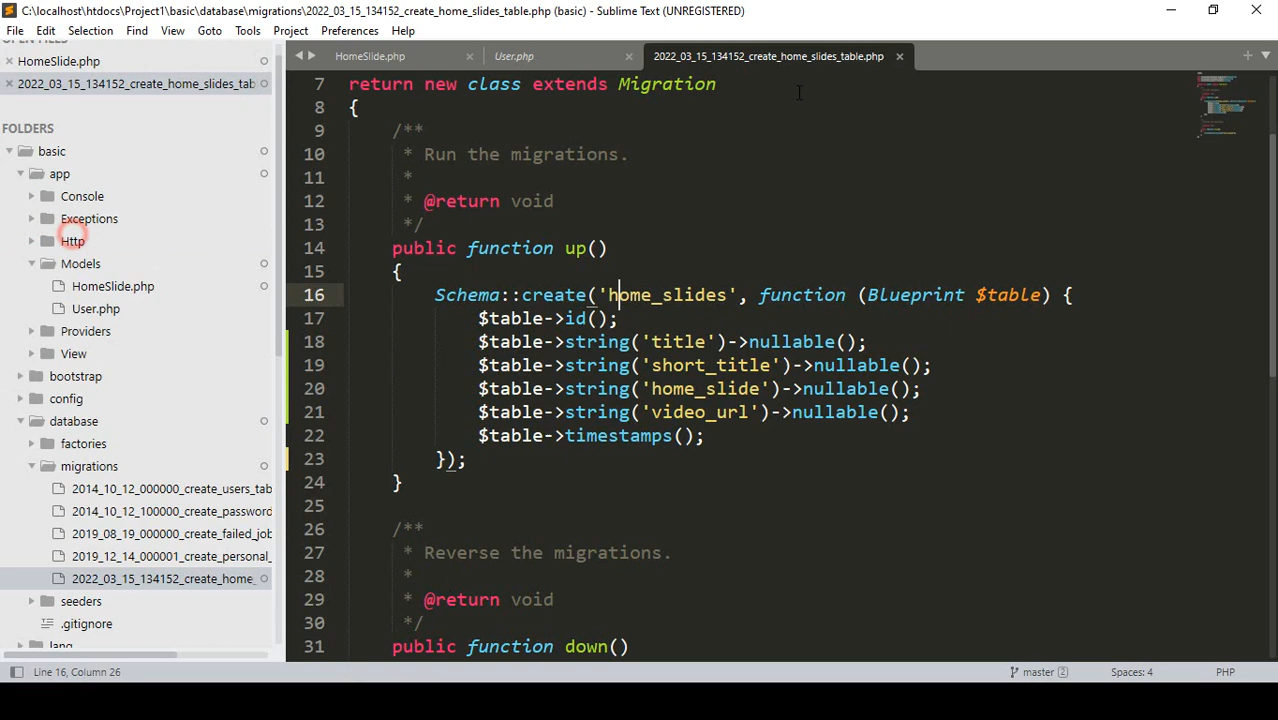 C:\localhost\htdocs\Project1\basic\database\migrations\2022_03_15_134152_create_home_slides_table.php (basic) - Sublime Text (UNREGISTERED)
File Edit Selection Find View Goto Tools Project Preferences Help
HomeSlide.php
2022_03_15_134152_create_home_slides_tab
FOLDERS
basic
app
Console
Exceptions
Http
Models
HomeSlide.php
User.php
Providers
View
bootstrap
config
database
factories
migrations
2014_10_12_000000_create_users_tab
2014_10_12_100000_create_password
2019_08_19_000000_create_failed_job
2019_12_14_000001_create_personal_
2022_03_15_134152_create_home_
seeders
.gitignore
HomeSlide.php User.php 2022_03_15_134152_create_home_slides_table.php
7 return new class extends Migration
8 {
9 /**
10 * Run the migrations.
11 *
12 * @return void
13 */
14 public function up()
15 {
16 Schema::create('home_slides', function (Blueprint $table) {
17 $table->id();
18 $table->string('title')->nullable();
19 $table->string('short_title')->nullable();
20 $table->string('home_slide')->nullable();
21 $table->string('video_url')->nullable();
22 $table->timestamps();
23 });
24 }
25
26 /**
27 * Reverse the migrations.
28 *
29 * @return void
30 */
31 public function down()
Line 16, Column 26 master 2 Spaces: 4 PHP